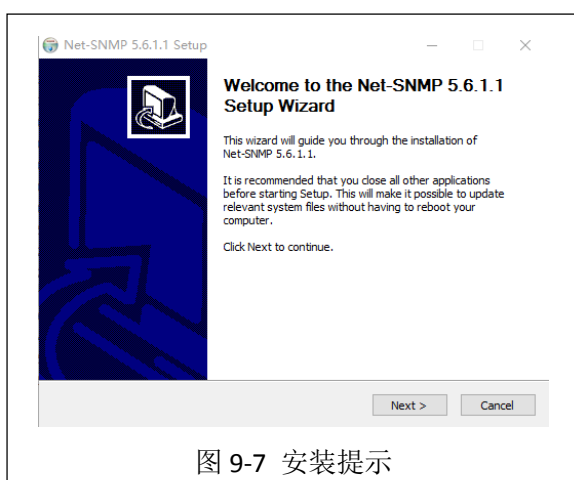 Net-SNMP 5.6.1.1 Setup
Welcome to the Net-SNMP 5.6.1.1
Setup Wizard
This wizard will guide you through the installation of
Net-SNMP 5.6.1.1.
It is recommended that you close all other applications
before starting Setup. This will make it possible to update
relevant system files without having to reboot your
computer.
Click Next to continue.
Next >
Cancel
图 9-7 安装提示